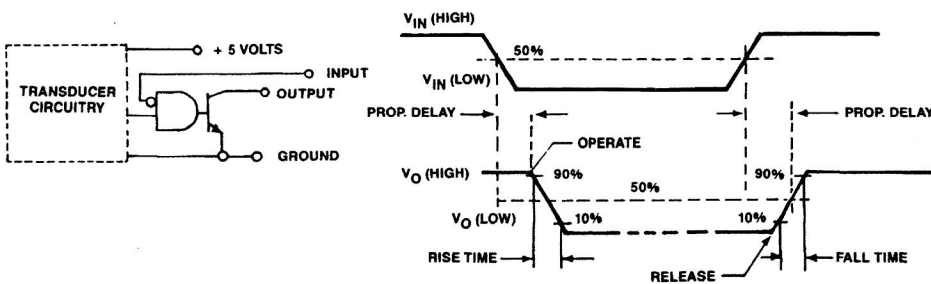 + 5 VOLTS
INPUT
TRANSDUCER
CIRCUITRY
OUTPUT
GROUND
VIN (HIGH)
50%
VIN (LOW)
PROP. DELAY
PROP. DELAY
OPERATE
VO (HIGH)
90%
50%
90%
VO (LOW)
10%
10%
RISE TIME
RELEASE
FALL TIME